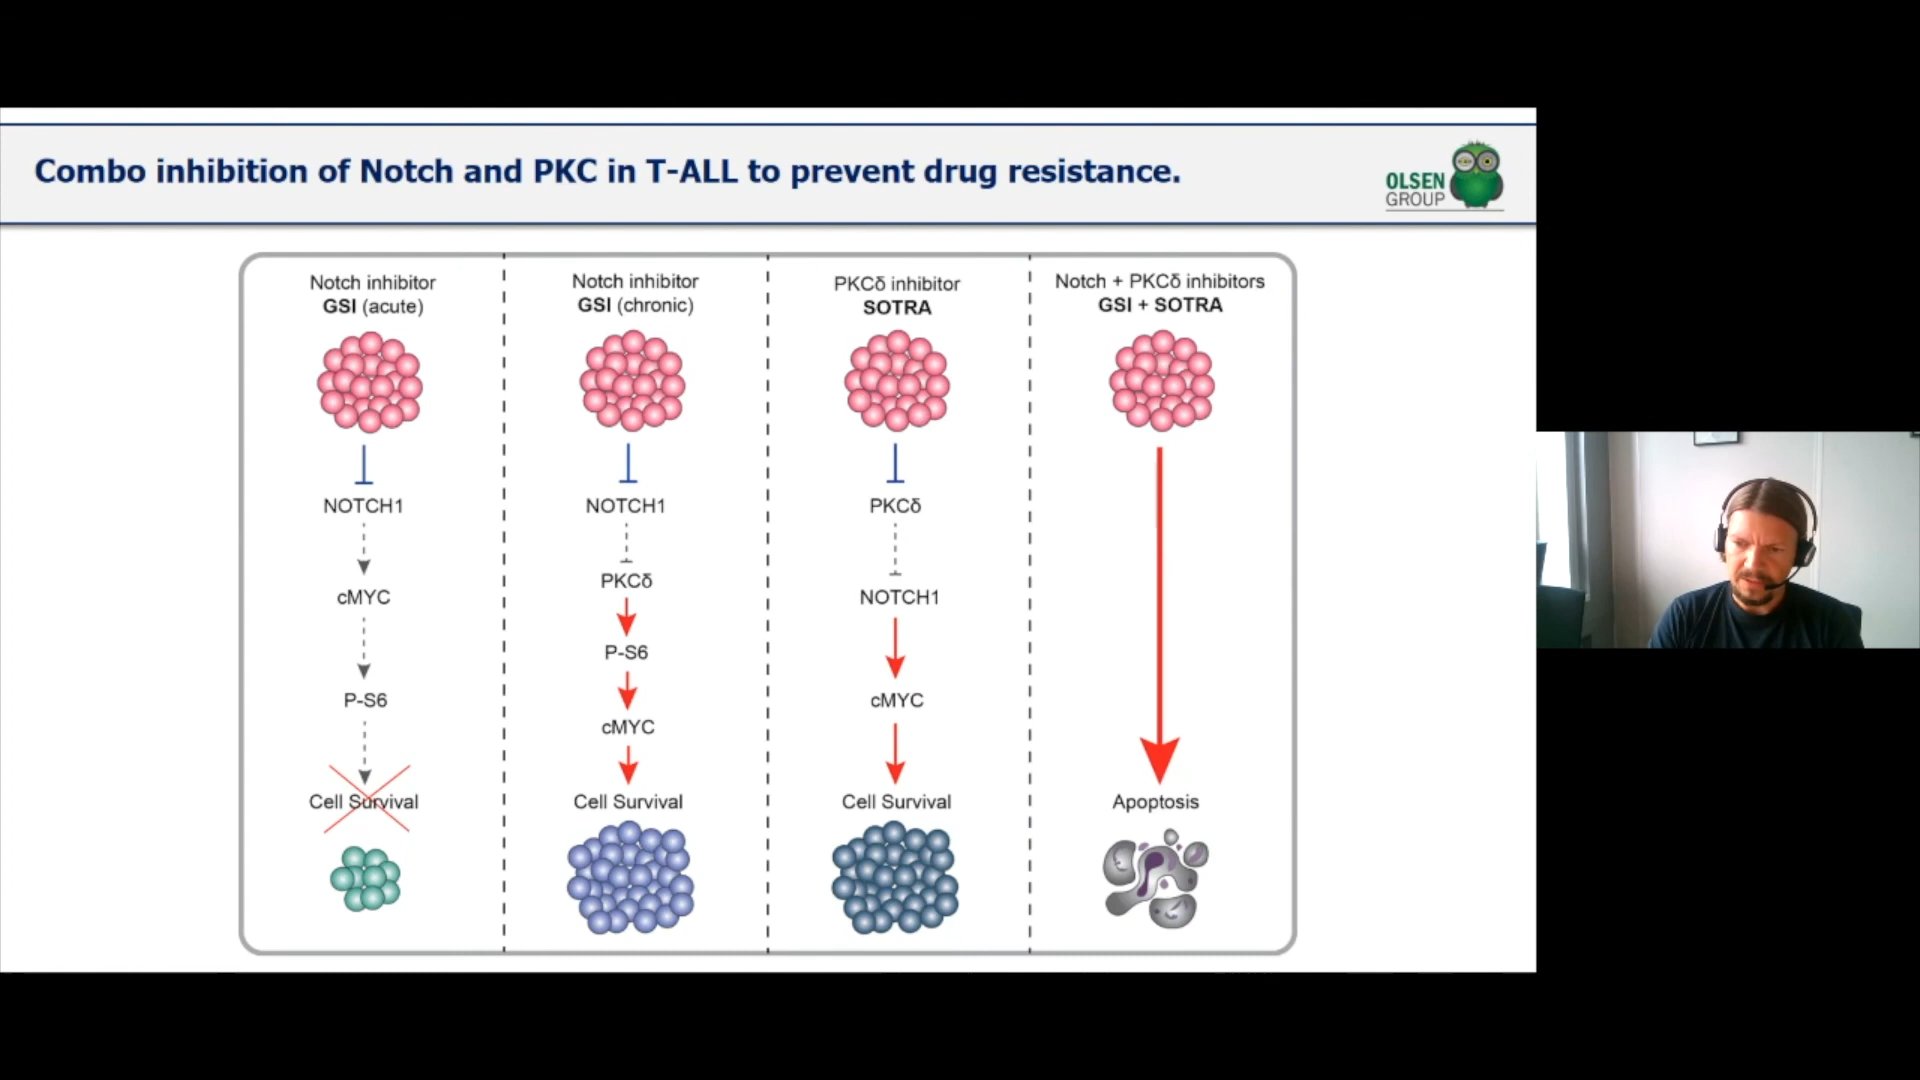 Combo inhibition of Notch and PKC in T-ALL to prevent drug resistance.
OLSEN
GROUP
Notch inhibitor
GSI (acute)
NOTCH1
cMYC
P-S6
Cell Survival
Notch inhibitor
GSI (chronic)
NOTCH1
PKCδ
P-S6
cMYC
Cell Survival
PKCδ inhibitor
SOTRA
PKCδ
NOTCH1
cMYC
Cell Survival
Notch + PKCδ inhibitors
GSI + SOTRA
Apoptosis